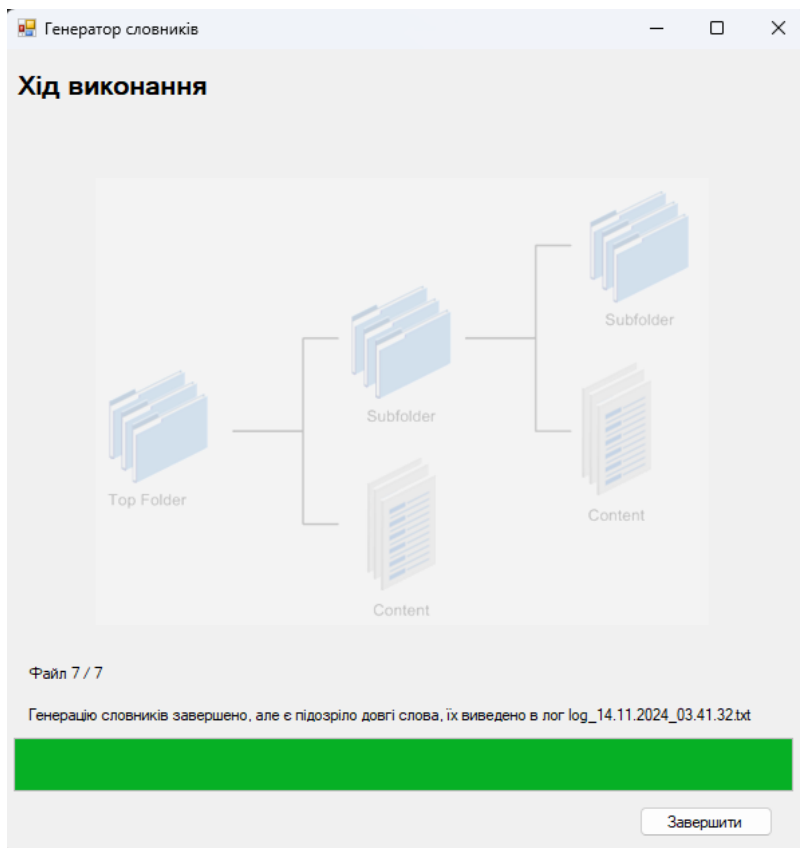 Генератор словників
Хід виконання
Subfolder
Subfolder
Top Folder
Content
Content
Файл 7 / 7
Генерацію словників завершено, але є підозріло довгі слова, їх виведено в лог log_14.11.2024_03.41.32.txt
Завершити